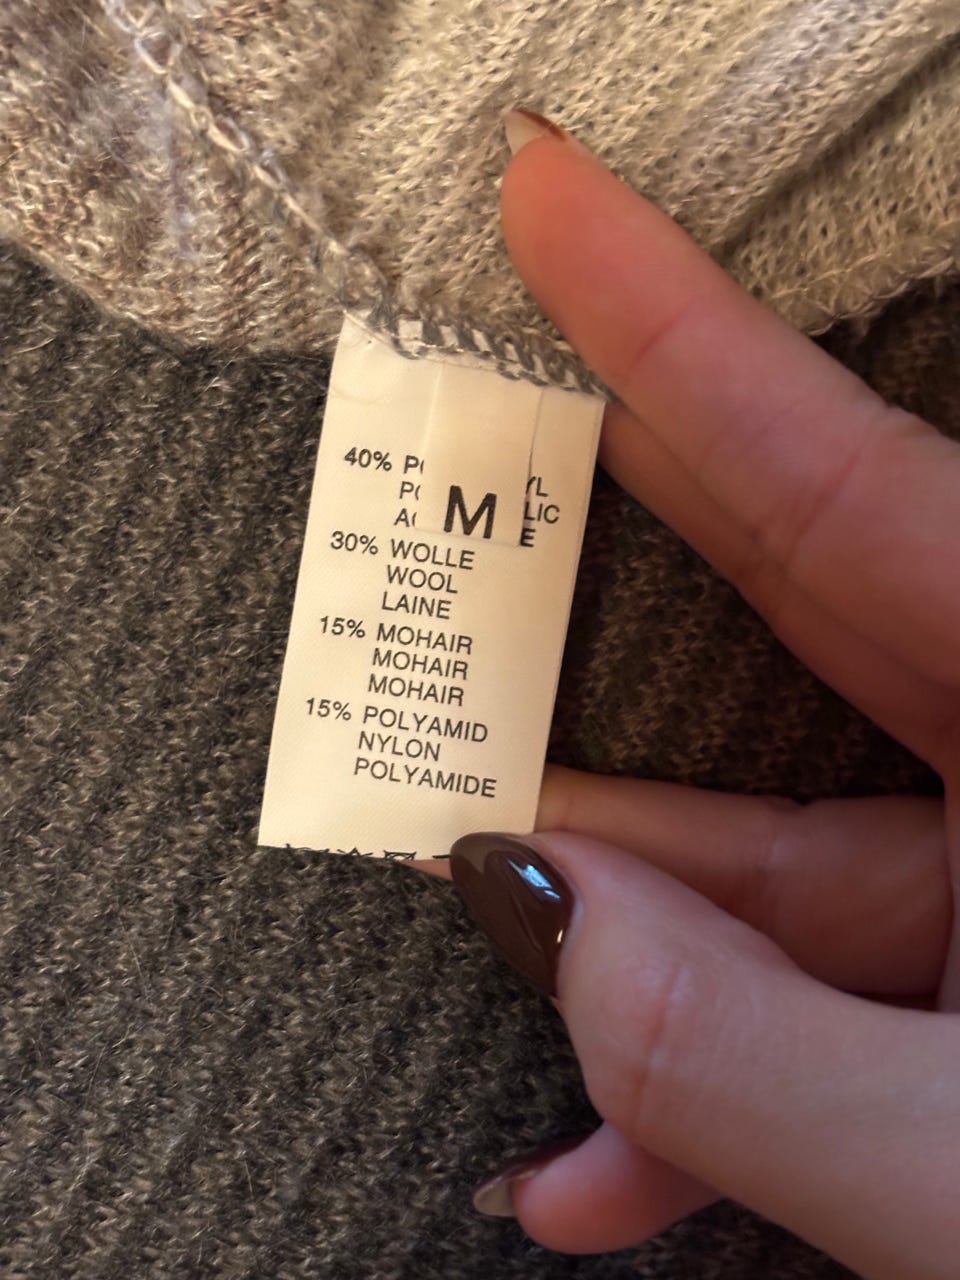 40%
M
30% WOLLE
WOOL
LAINE
15% MOHAIR
MOHAIR
MOHAIR
15% POLYAMID
NYLON
POLYAMIDE